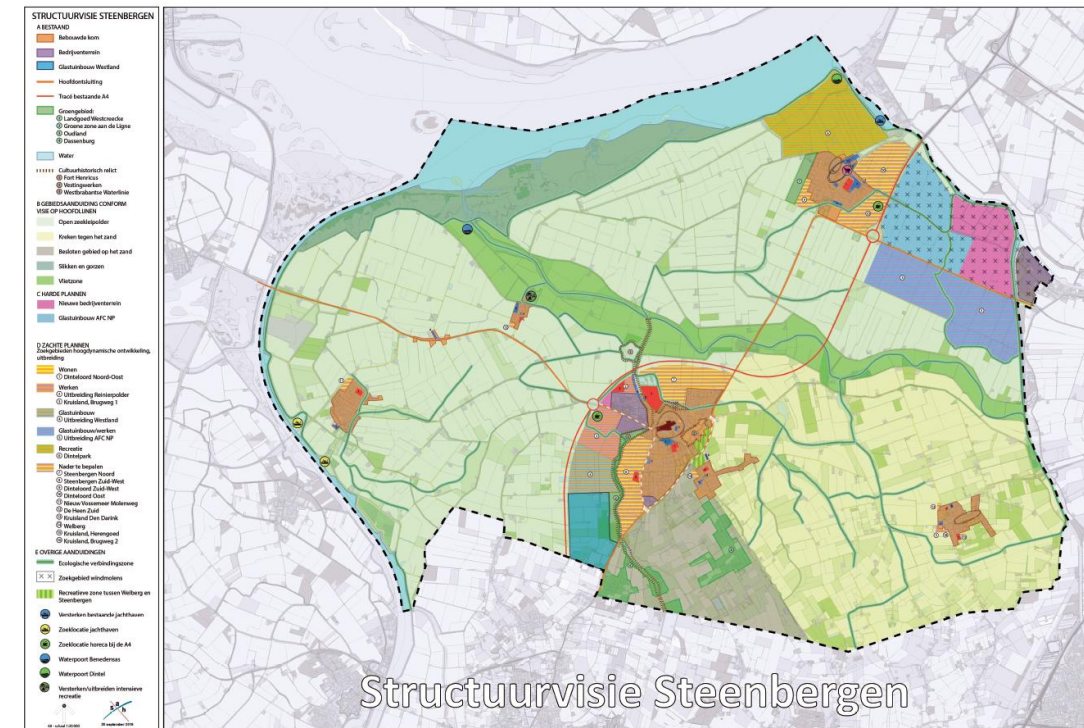 STRUCTUURVISIE STEENBERGEN
A BESTAAND
Bebouwde kom
Bedrijventerrein
Glastuinbouw Westland
Hoofdontsluiting
Tracé bestaande A4
Groengebied:
Landgoed Westcreecke
Groene zone aan de Ligne
Oudland
Dassenburg
Water
Cultuurhistorisch relict
Fort Henricus
Vestingwerken
Westbrabantse Waterlinie
B GEBIEDSAANDUIDING CONFORM
VISIE OP HOOFDLIJNEN
Open zeekleipolder
Kreken tegen het zand
Besloten gebied op het zand
Slikken en gorzen
Vlietzone
C HARDE PLANNEN
Nieuwe bedrijventerrein
Glastuinbouw AFC NP
D ZACHTE PLANNEN
Zoekgebieden hoogdynamische ontwikkeling,
uitbreiding
Wonen
Dinteloord Noord-Oost
Werken
Uitbreiding Reinierpolder
Kruisland, Brugweg 1
Glastuinbouw
Uitbreiding Westland
Glastuinbouw/werken
Uitbreiding AFC NP
Recreatie
Dintelpark
Nader te bepalen
Steenbergen Noord
Steenbergen Zuid-West
Dinteloord Zuid-West
Dinteloord Oost
Nieuw Vossemeer Molenweg
De Heen Zuid
Kruisland Den Darink
Welberg
Kruisland, Herengoed
Kruisland, Brugweg 2
E OVERIGE AANDUIDINGEN
Ecologische verbindingszone
Zoekgebied windmolens
Recreatieve zone tussen Welberg en
Steenbergen
Versterken bestaande jachthaven
Zoeklocatie jachthaven
Zoeklocatie horeca bij de A4
Waterpoort Benedensas
Waterpoort Dintel
Versterken/uitbreiden intensieve
recreatie
Structuurvisie Steenbergen